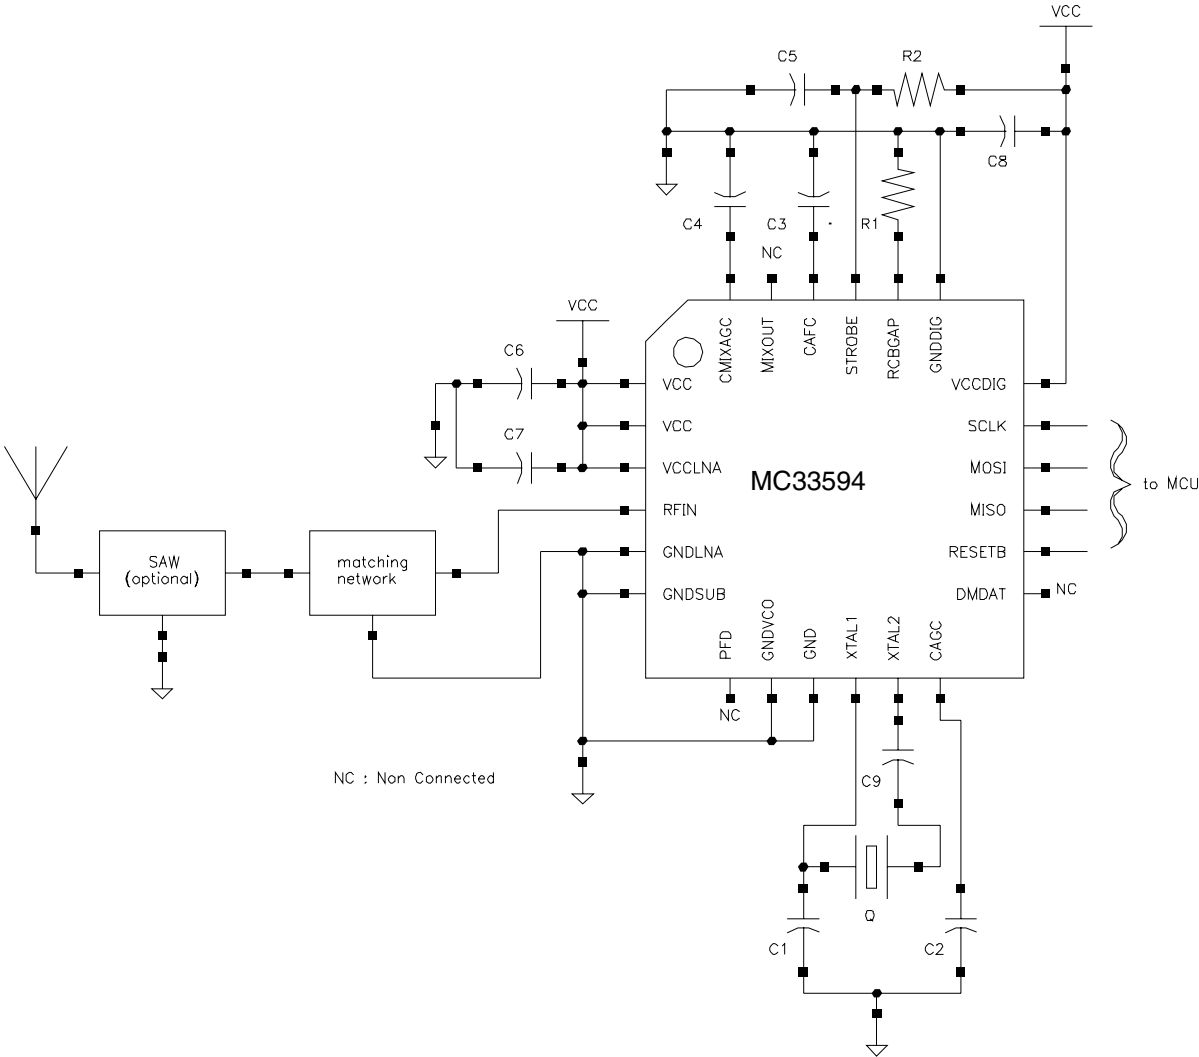 VCC
C5
R2
C8
C4
C3
R1
NC
VCC
C6
C7
CMIXAGC
MIXOUT
CAFC
STROBE
RCBGAP
GNDDIG
VCC
VCCDIG
VCC
SCLK
VCCLNA
MC33594
MOSI
to MCU
RFIN
MISO
GNDLNA
RESETB
GNDSUB
DMDAT
NC
SAW
(optional)
matching
network
PFD
GNDVCO
GND
XTAL1
XTAL2
CAGC
NC
NC : Non Connected
C9
Q
C1
C2